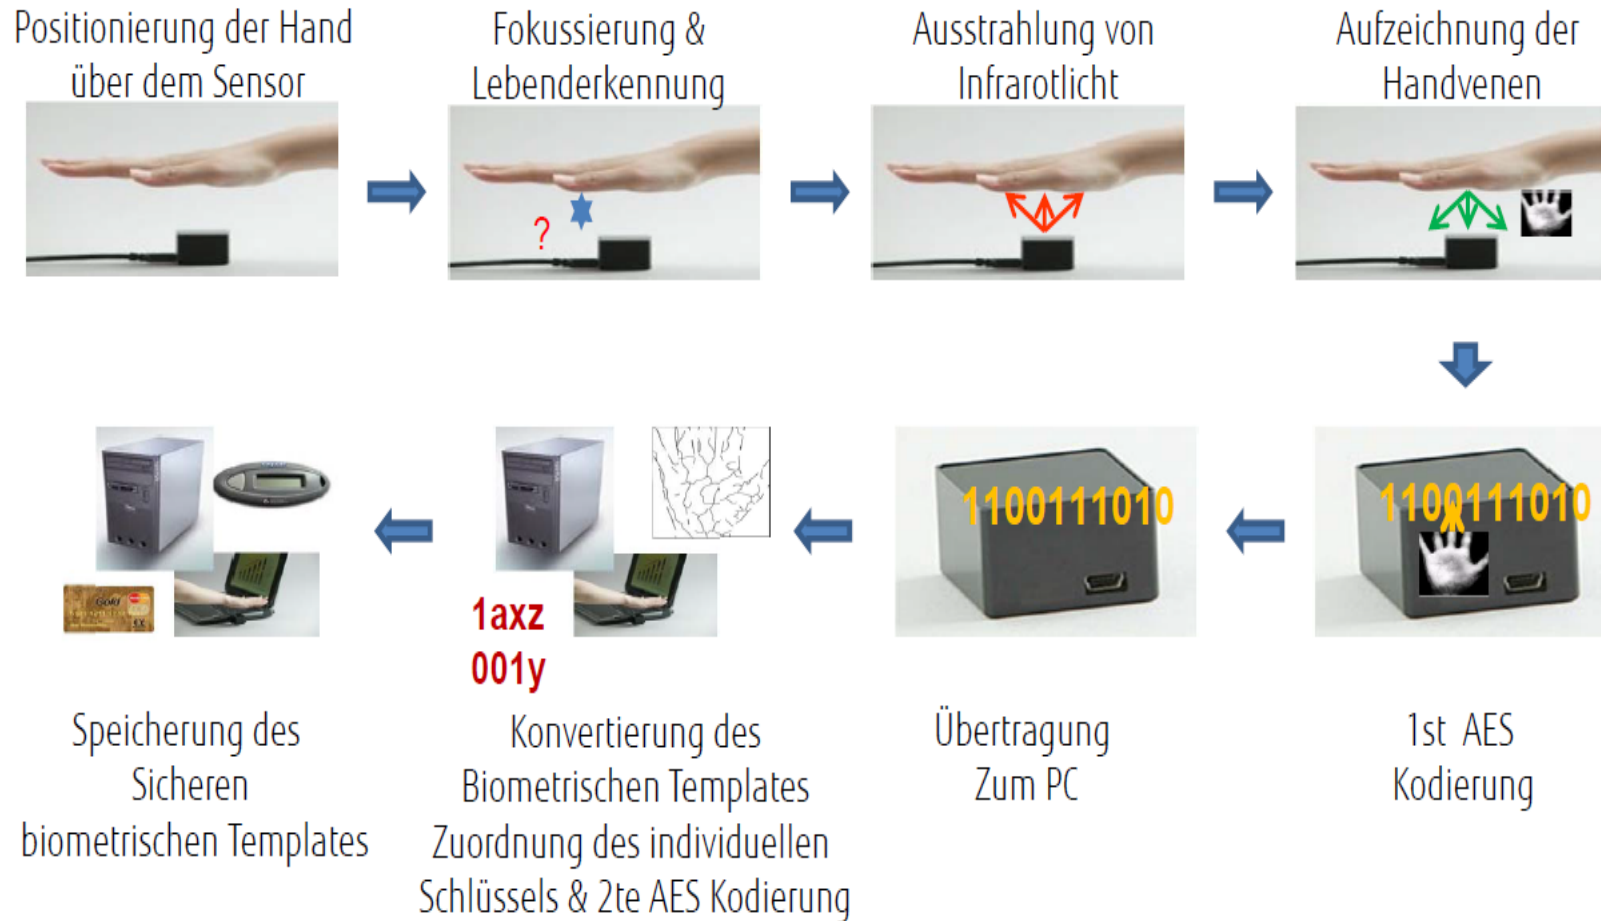 Positionierung der Hand
über dem Sensor
Fokussierung &
Lebenderkennung
Ausstrahlung von
Infrarotlicht
Aufzeichnung der
Handvenen
?
1100111010
1100111010
1axz
001y
Gold
Speicherung des
Sicheren
biometrischen Templates
Konvertierung des
Biometrischen Templates
Zuordnung des individuellen
Schlüssels & 2te AES Kodierung
Übertragung
Zum PC
1st AES
Kodierung